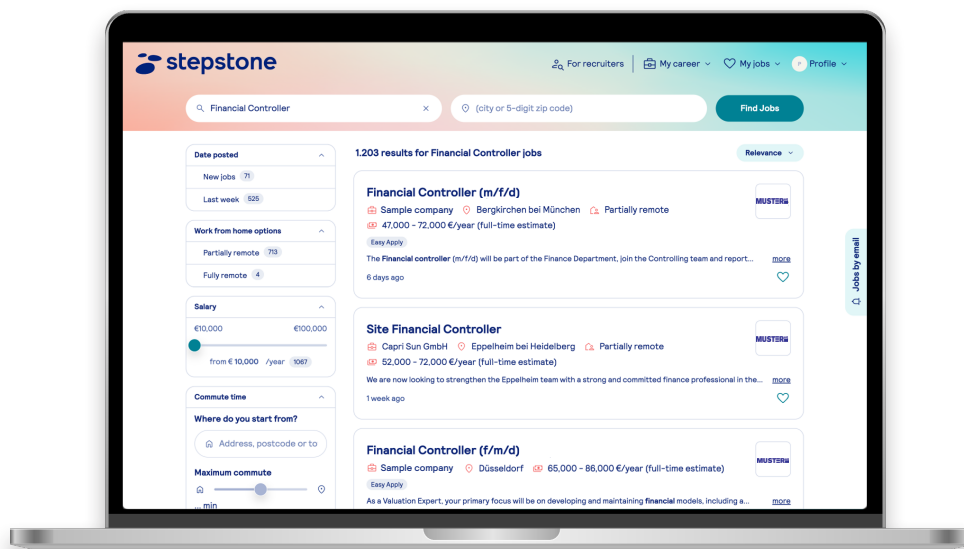 stepstone
For recruiters
My career
My jobs
P
Profile
Financial Controller
×
(city or 5-digit zip code)
Find Jobs
Date posted
New jobs 71
Last week 525
Work from home options
Partially remote 713
Fully remote 4
Salary
€10,000 €100,000
from € 10,000 /year 1067
Commute time
Where do you start from?
Address, postcode or to
Maximum commute
... min
1.203 results for Financial Controller jobs
Relevance
Financial Controller (m/f/d)
MUSTER
Sample company Bergkirchen bei München Partially remote
47,000 - 72,000 €/year (full-time estimate)
Easy Apply
The Financial controller (m/f/d) will be part of the Finance Department, join the Controlling team and report... more
6 days ago
Site Financial Controller
MUSTER
Capri Sun GmbH Eppelheim bei Heidelberg Partially remote
52,000 - 72,000 €/year (full-time estimate)
We are now looking to strengthen the Eppelheim team with a strong and committed finance professional in the... more
1 week ago
Financial Controller (f/m/d)
MUSTER
Sample company Düsseldorf 65,000 - 86,000 €/year (full-time estimate)
Easy Apply
As a Valuation Expert, your primary focus will be on developing and maintaining financial models, including a... more
Jobs by email